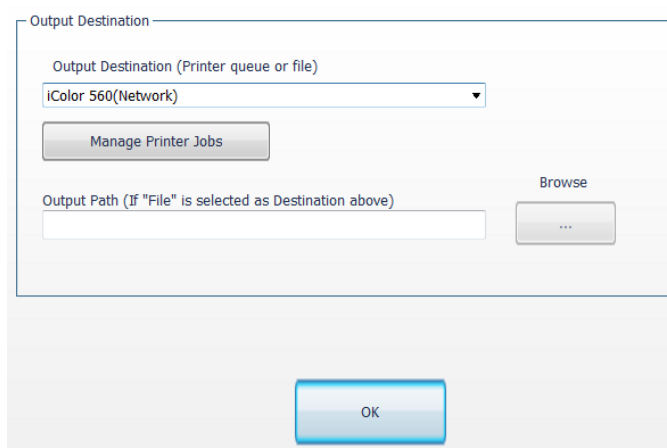 Output Destination
Output Destination (Printer queue or file)
iColor 560(Network)
Manage Printer Jobs
Browse
Output Path (If "File" is selected as Destination above)
...
OK